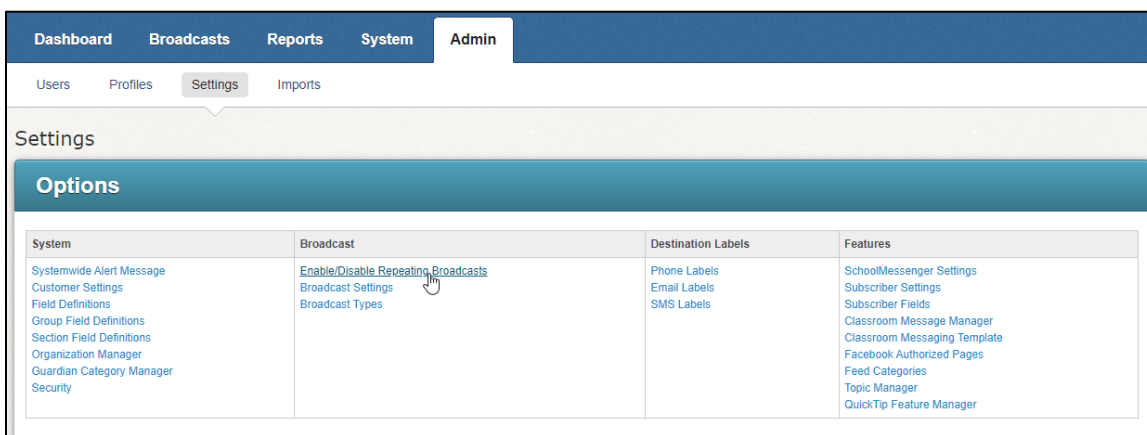 Dashboard Broadcasts Reports System Admin
Users Profiles Settings Imports
Settings
Options
System Broadcast Destination Labels Features
Systemwide Alert Message Enable/Disable Repeating Broadcasts Phone Labels SchoolMessenger Settings
Customer Settings Broadcast Settings Email Labels Subscriber Settings
Field Definitions Broadcast Types SMS Labels Subscriber Fields
Group Field Definitions Classroom Message Manager
Section Field Definitions Classroom Messaging Template
Organization Manager Facebook Authorized Pages
Guardian Category Manager Feed Categories
Security Topic Manager
QuickTip Feature Manager